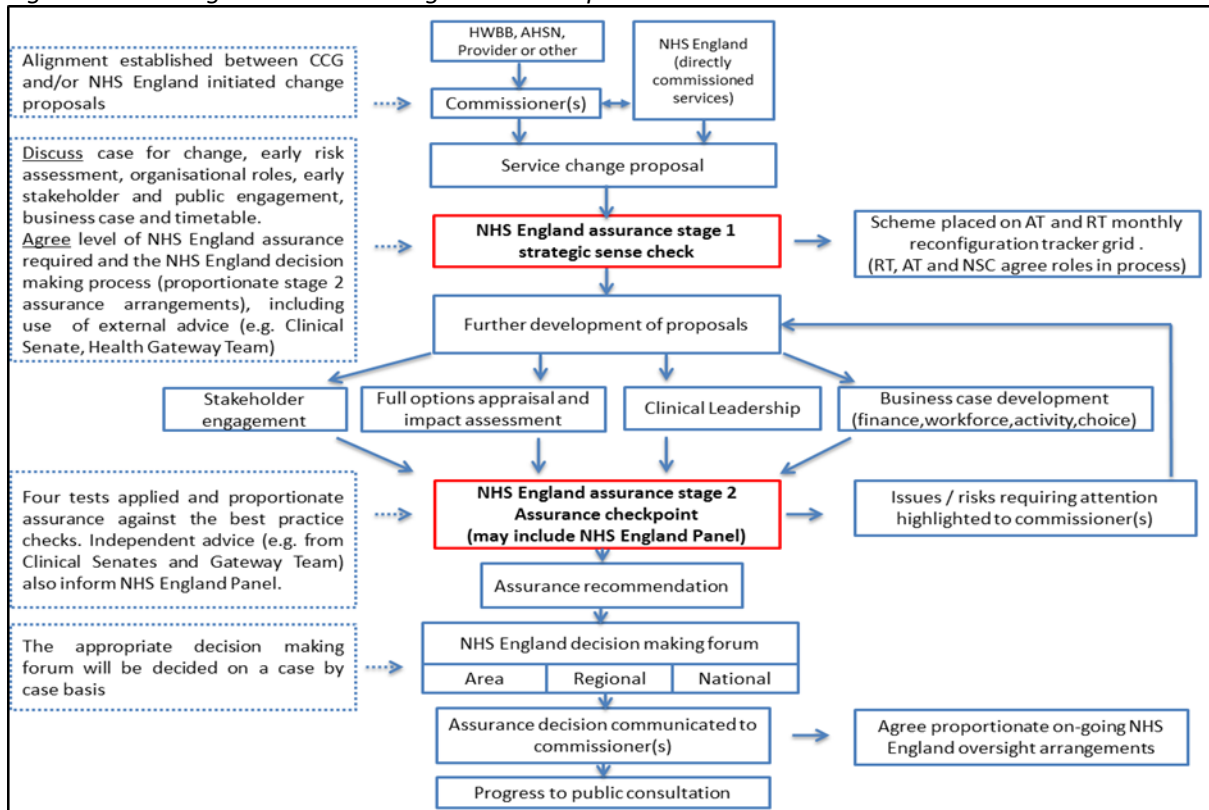 HWBB, AHSN,
Provider or other
NHS England
(directly
commissioned
services)
Alignment established between CCG
and/or NHS England initiated change
proposals
Commissioner(s)
Service change proposal
Discuss case for change, early risk
assessment, organisational roles, early
stakeholder and public engagement,
business case and timetable.
Agree level of NHS England assurance
required and the NHS England decision
making process (proportionate stage 2
assurance arrangements), including
use of external advice (e.g. Clinical
Senate, Health Gateway Team)
NHS England assurance stage 1
strategic sense check
Scheme placed on AT and RT monthly
reconfiguration tracker grid .
(RT, AT and NSC agree roles in process)
Further development of proposals
Stakeholder
engagement
Full options appraisal and
impact assessment
Clinical Leadership
Business case development
(finance,workforce,activity,choice)
Four tests applied and proportionate
assurance against the best practice
checks. Independent advice (e.g. from
Clinical Senates and Gateway Team)
also inform NHS England Panel.
NHS England assurance stage 2
Assurance checkpoint
(may include NHS England Panel)
Issues / risks requiring attention
highlighted to commissioner(s)
Assurance recommendation
The appropriate decision making
forum will be decided on a case by
case basis
NHS England decision making forum
Area Regional National
Assurance decision communicated to
commissioner(s)
Agree proportionate on-going NHS
England oversight arrangements
Progress to public consultation